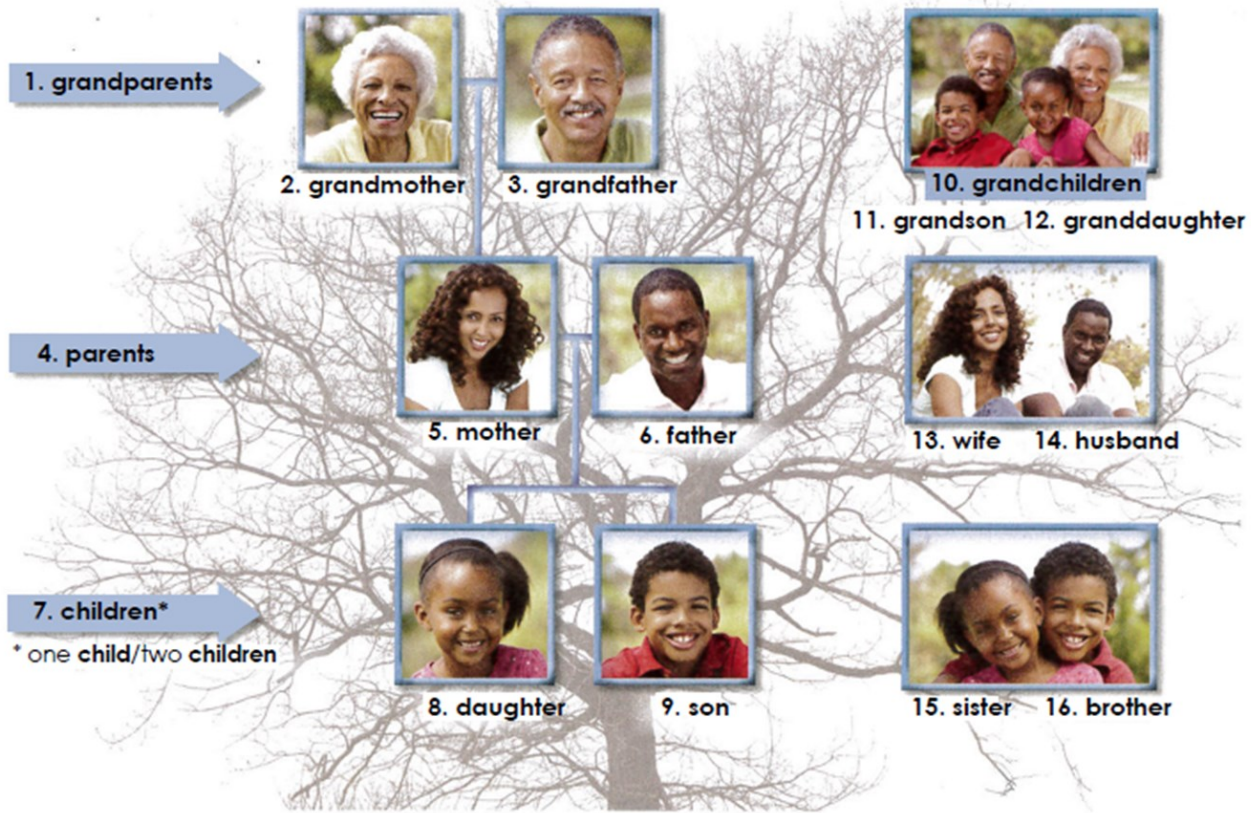 1. grandparents
2. grandmother
3. grandfather
10. grandchildren
11. grandson 12. granddaughter
4. parents
5. mother
6. father
13. wife 14. husband
7. children*
* one child/two children
8. daughter
9. son
15. sister 16. brother